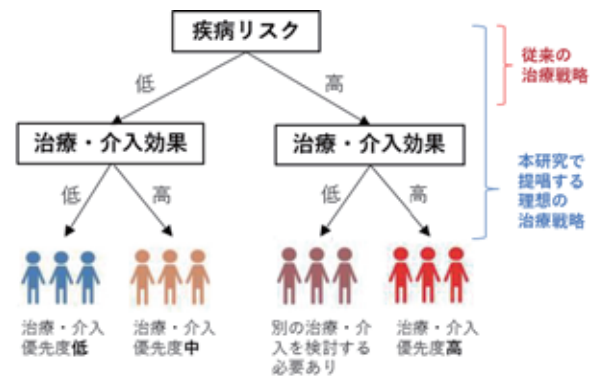 疾病リスク
従来の
治療戦略
低
高
治療・介入効果
治療・介入効果
本研究で
提唱する
理想の
治療戦略
低
高
低
高
治療・介入
優先度低
治療・介入
優先度中
別の治療・介
入を検討する
必要あり
治療・介入
優先度高